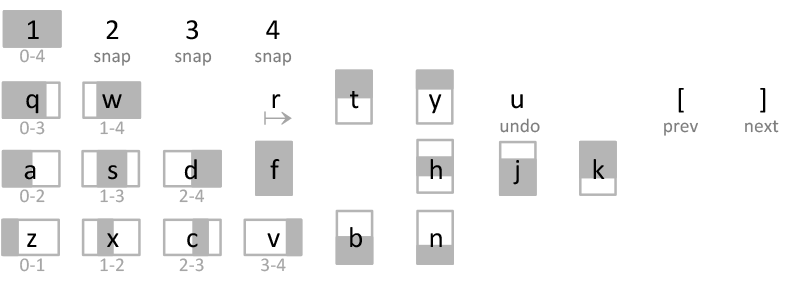 1 2 3 4
0-4 snap snap snap
q w r t y u [ ]
0-3 1-4 undo prev next
a s d f h j k
0-2 1-3 2-4
z x c v b n
0-1 1-2 2-3 3-4